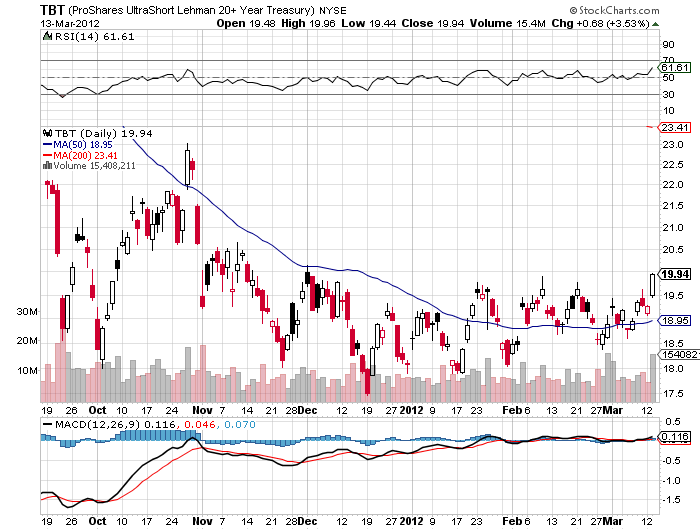 TBT (ProShares UltraShort Lehman 20+ Year Treasury) NYSE © StockCharts.com
13-Mar-2012 Open 19.48 High 19.96 Low 19.44 Close 19.94 Volume 15.4M Chg +0.68 (+3.53%)
RSI(14) 61.61
90
70
61.61
50
30
10
TBT (Daily) 19.94
MA(50) 18.95
MA(200) 23.41
Volume 15,408,211
23.41
23.0
22.5
22.0
21.5
21.0
20.5
19.94
19.5
18.95
18.5
154082
18.0
17.5
30M
20M
10M
19 26 Oct 10 17 24 Nov 7 14 21 28 Dec 12 19 27 2012 9 17 23 Feb 6 13 21 27 Mar 12
MACD(12,26,9) 0.116, 0.046, 0.070
0.5
0.116
-0.5
-1.0
-1.5
19 26 Oct 10 17 24 Nov 7 14 21 28 Dec 12 19 27 2012 9 17 23 Feb 6 13 21 27 Mar 12